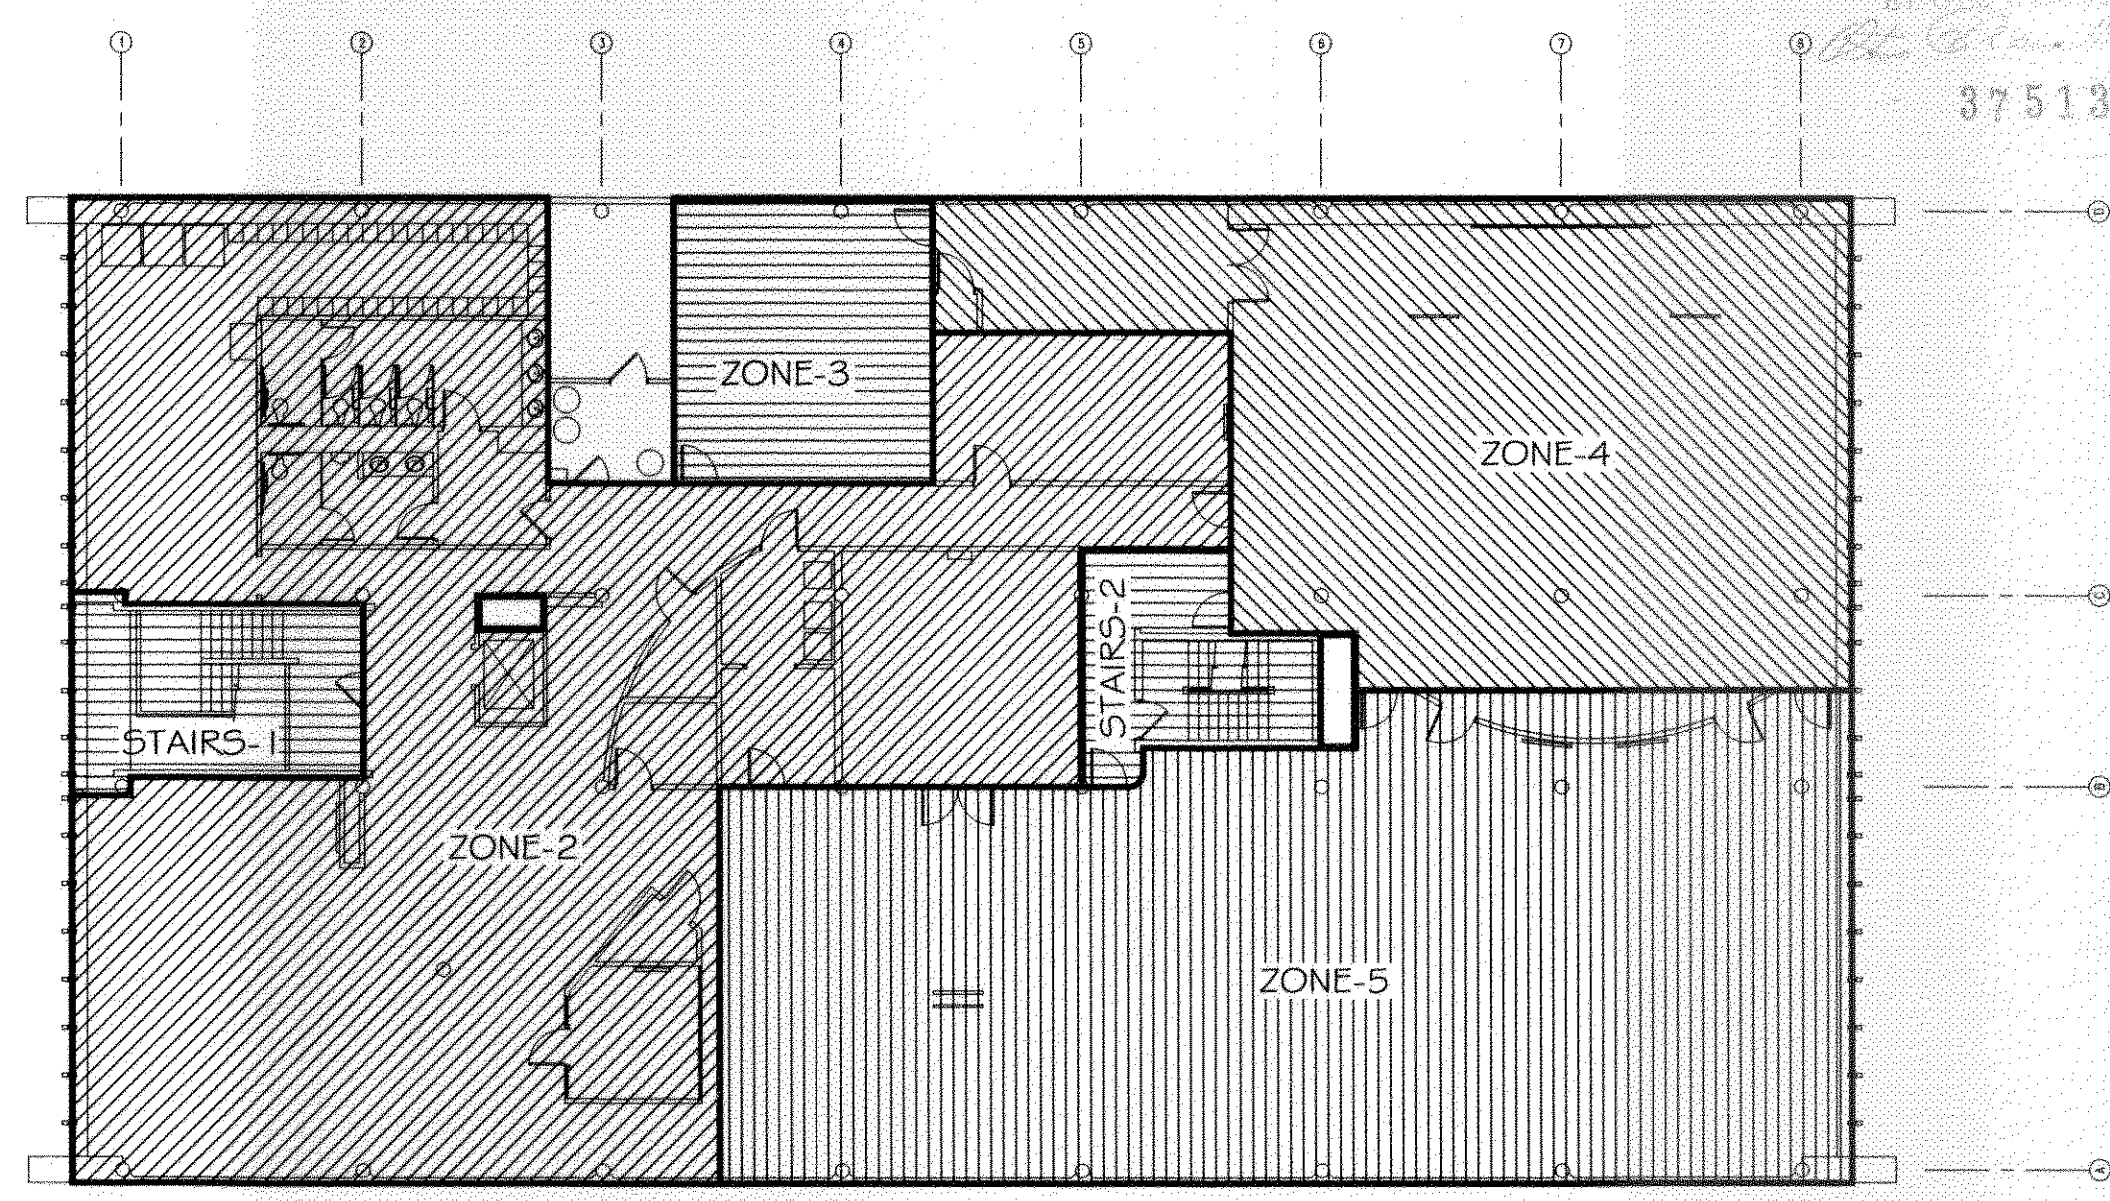 1 2 3 4 5 6 7 8
37513
D
ZONE-3
ZONE-4
C
STAIRS-2
STAIRS-1
B
ZONE-2
ZONE-5
A